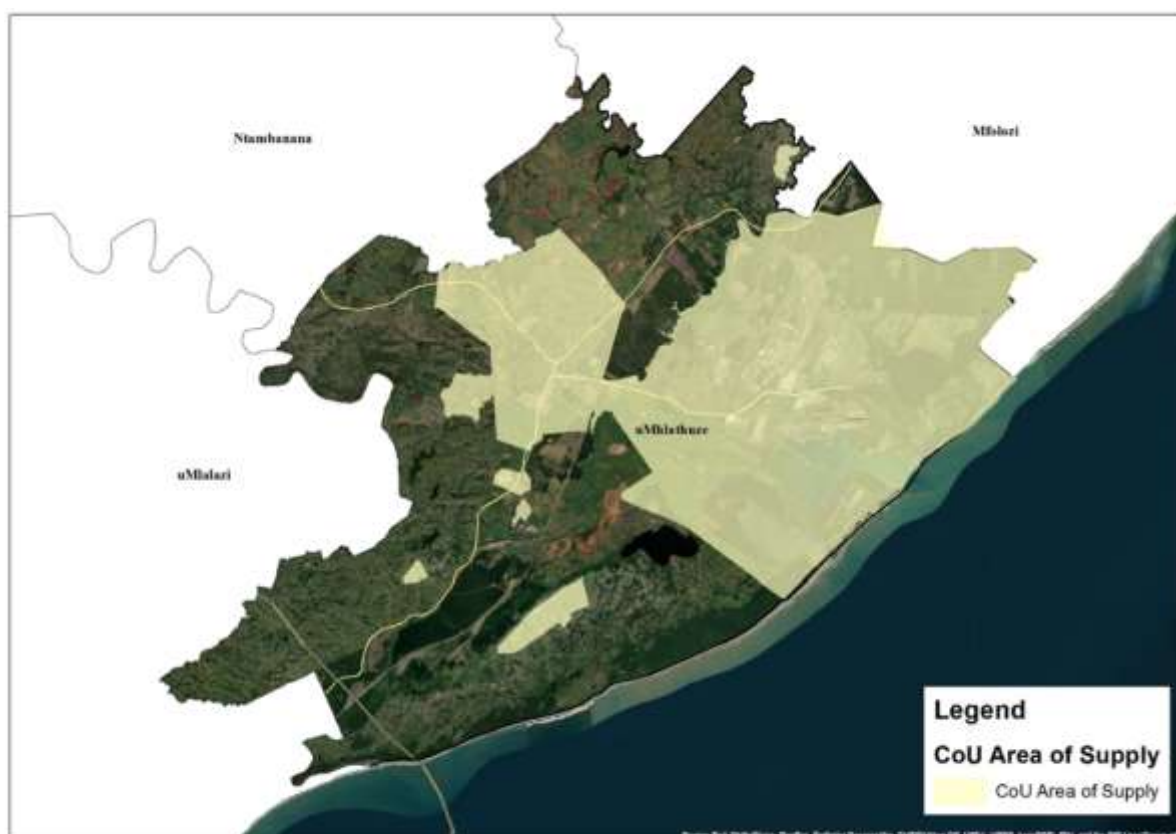 Ntambanana
Mfolozi
uMhlathuze
uMlalazi
Legend
CoU Area of Supply
CoU Area of Supply